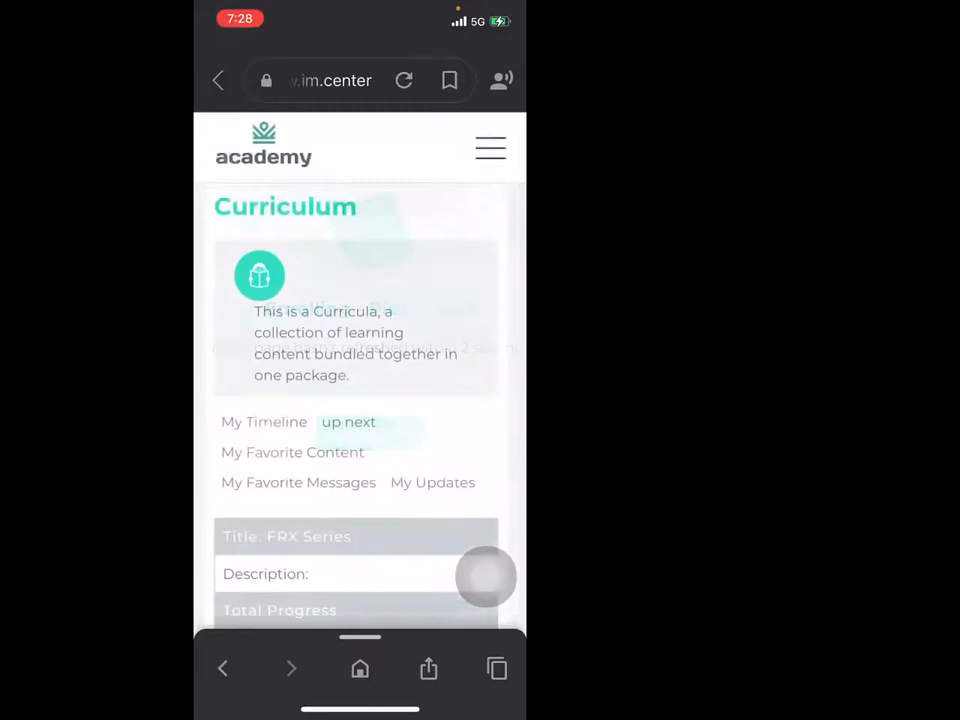 7:28
5G
.im.center
academy
Curriculum
This is a Curricula, a
collection of learning
content bundled together in
one package.
My Timeline up next
My Favorite Content
My Favorite Messages My Updates
Title: FRX Series
Description:
Total Progress